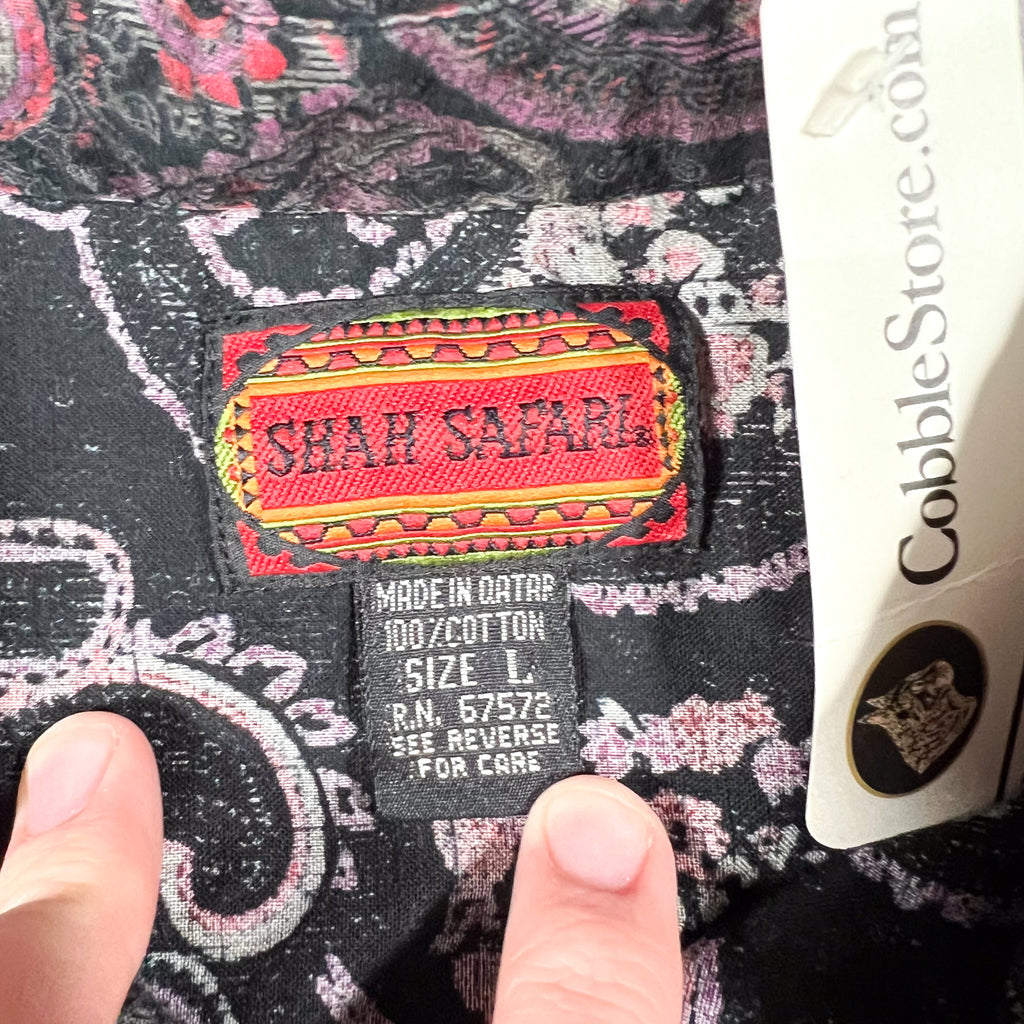 SHAH SAFARI
MADE IN QATAR
100/COTTON
SIZE L
R.N. 67572
SEE REVERSE
FOR CARE
CobbleStore.com